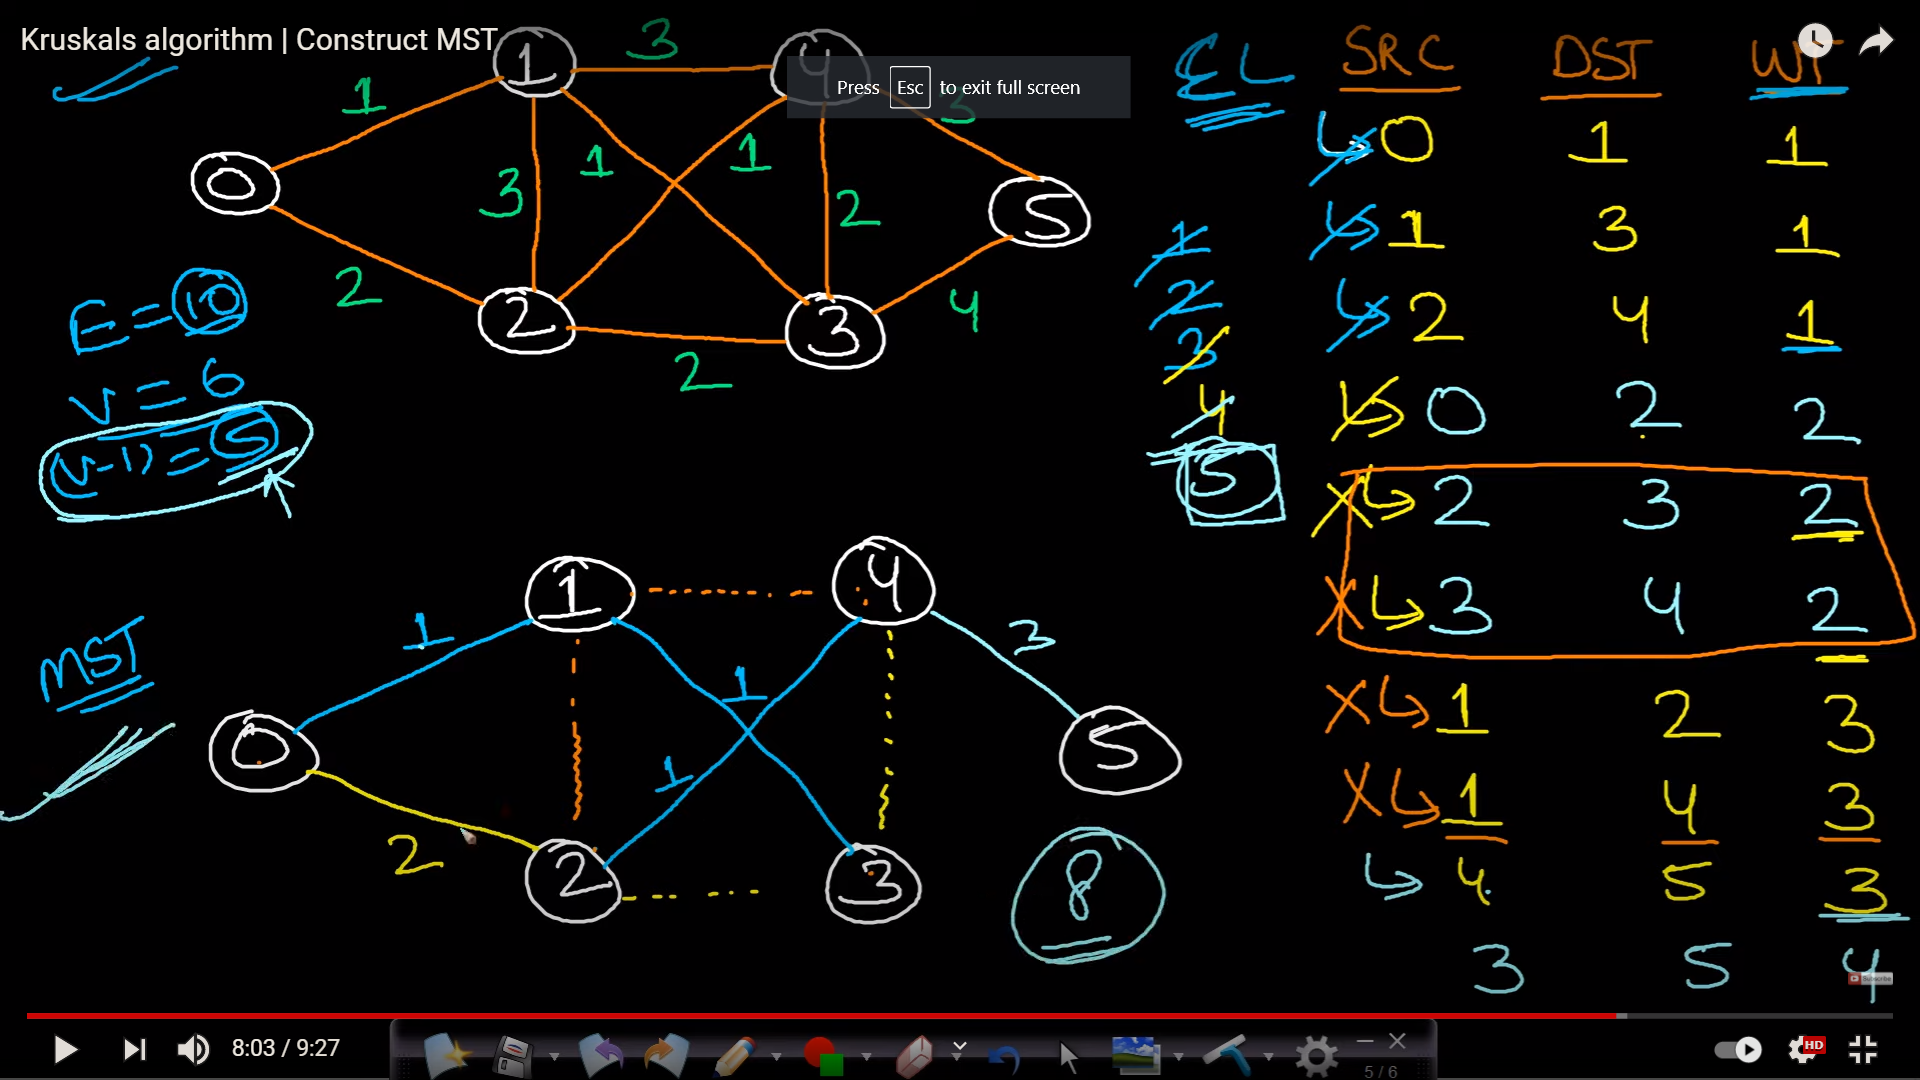 Kruskals algorithm | Construct MST
Press Esc to exit full screen
1 3 4
1
3
0
3 1 1
2
5
2
2 3
4
2
E=10
V=6
(V-1)=5
EL SRC DST WT
0 1 1
1 3 1
2 4 1
0 2 2
2 3 2
3 4 2
1 2 3
1 4 3
4 5 3
3 5 4
1
2
3
4
5
MST
1 4
1
3
1
0
1
5
2
2 3
8
8:03 / 9:27
HD
5 / 6
Subscribe